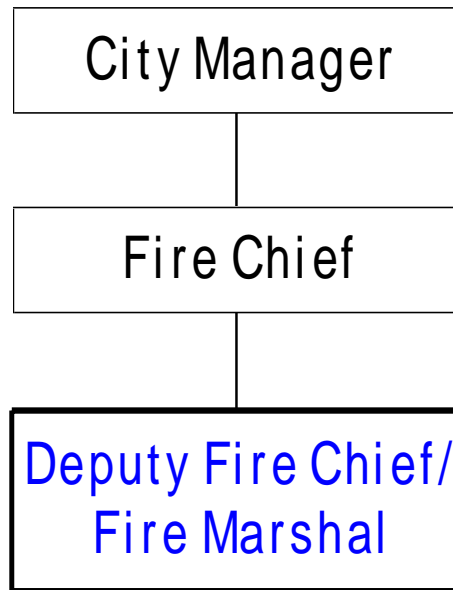 City Manager
Fire Chief
Deputy Fire Chief/
Fire Marshal